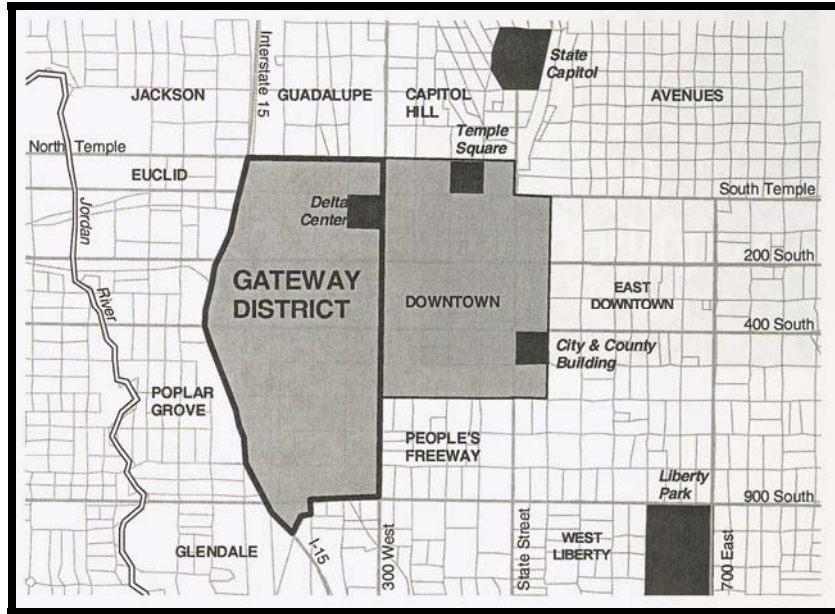 State
Capitol
Interstate 15
JACKSON
GUADALUPE
CAPITOL
HILL
AVENUES
Temple
Square
North Temple
EUCLID
South Temple
Delta
Center
Jordan
River
GATEWAY
DISTRICT
DOWNTOWN
200 South
EAST
DOWNTOWN
400 South
City & County
Building
POPLAR
GROVE
PEOPLE'S
FREEWAY
Liberty
Park
900 South
GLENDALE
I-15
300 West
State Street
WEST
LIBERTY
700 East